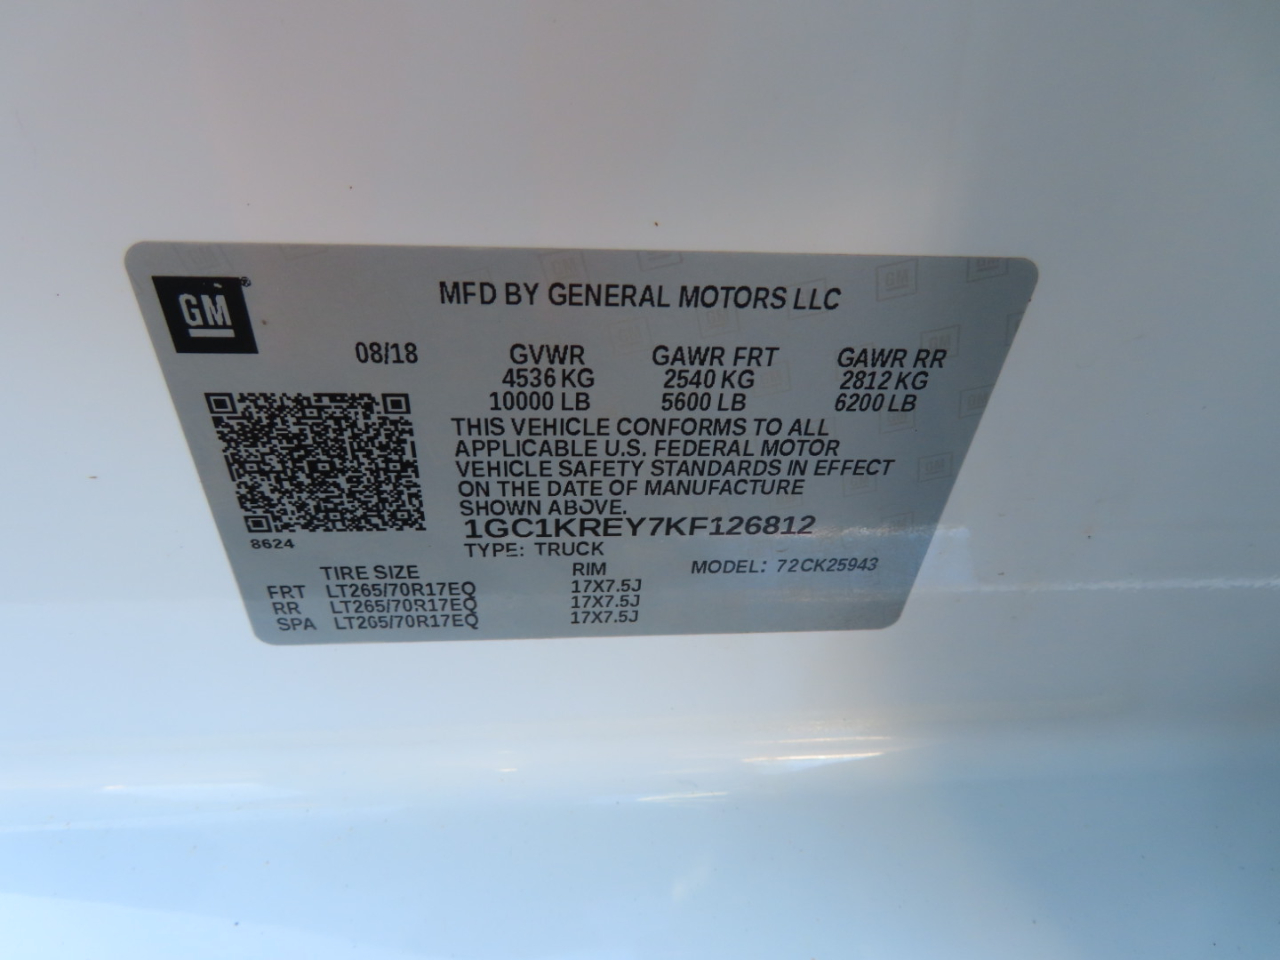 GM®
MFD BY GENERAL MOTORS LLC
08/18 GVWR GAWR FRT GAWR RR
4536 KG 2540 KG 2812 KG
10000 LB 5600 LB 6200 LB
THIS VEHICLE CONFORMS TO ALL
APPLICABLE U.S. FEDERAL MOTOR
VEHICLE SAFETY STANDARDS IN EFFECT
ON THE DATE OF MANUFACTURE
SHOWN ABOVE.
1GC1KREY7KF126812
8624
TYPE: TRUCK
MODEL: 72CK25943
TIRE SIZE RIM
FRT LT265/70R17EQ 17X7.5J
RR LT265/70R17EQ 17X7.5J
SPA LT265/70R17EQ 17X7.5J